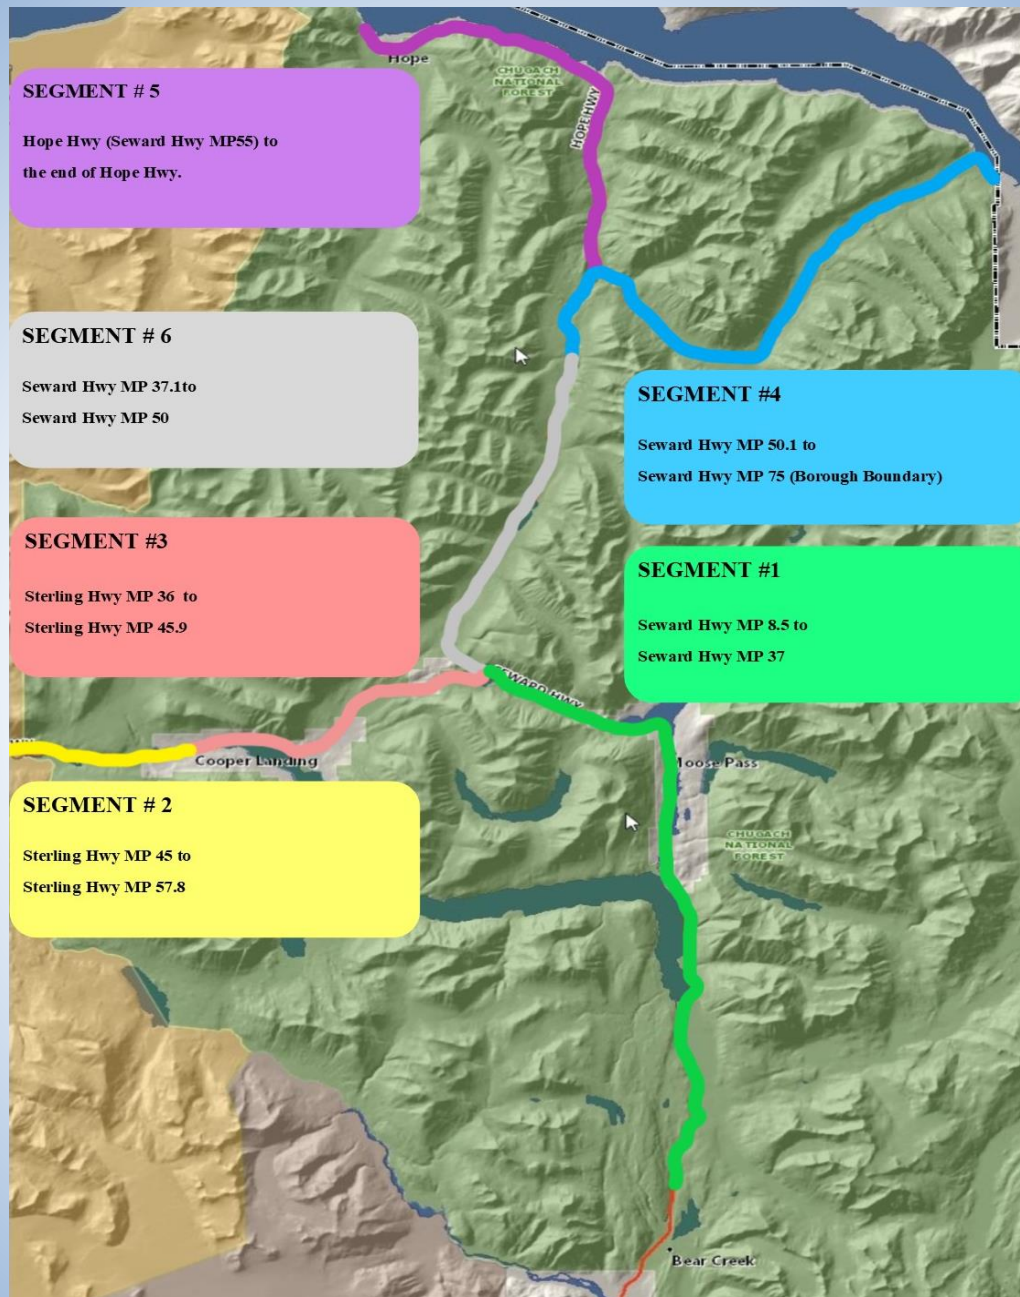 Hope
CHUGACH
NATIONAL
FOREST
HOPE HWY
SEGMENT # 5
Hope Hwy (Seward Hwy MP55) to
the end of Hope Hwy.
SEGMENT # 6
Seward Hwy MP 37.1to
Seward Hwy MP 50
SEGMENT #4
Seward Hwy MP 50.1 to
Seward Hwy MP 75 (Borough Boundary)
SEGMENT #3
Sterling Hwy MP 36  to
Sterling Hwy MP 45.9
SEGMENT #1
Seward Hwy MP 8.5 to
Seward Hwy MP 37
SEWARD HWY
Cooper Landing
Moose Pass
SEGMENT # 2
Sterling Hwy MP 45 to
Sterling Hwy MP 57.8
CHUGACH
NATIONAL
FOREST
Bear Creek